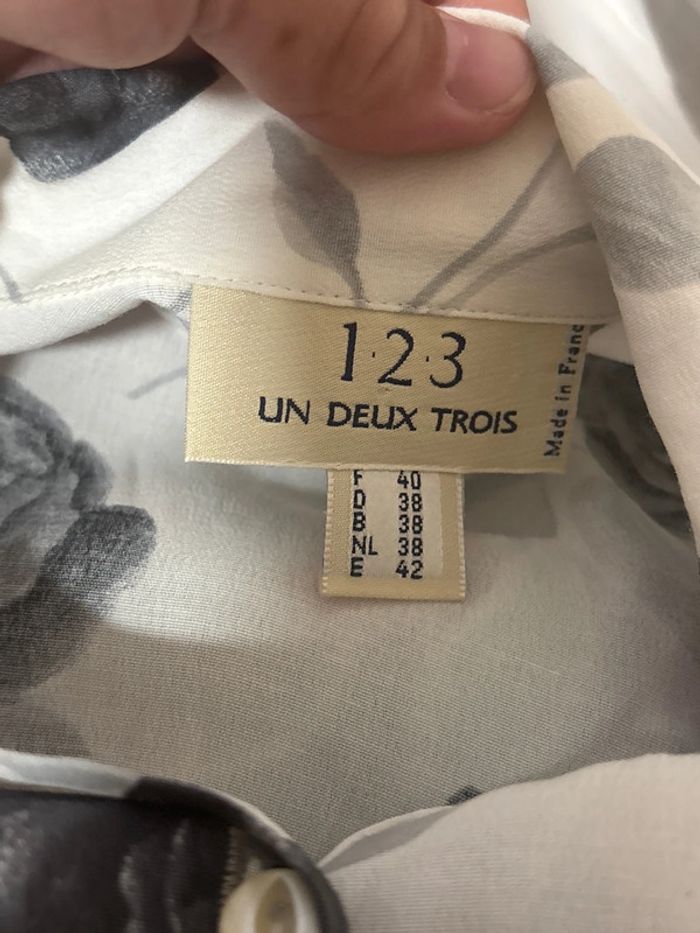 1·2·3
UN DEUX TROIS
Made in Franc
F 40
D 38
B 38
NL 38
E 42